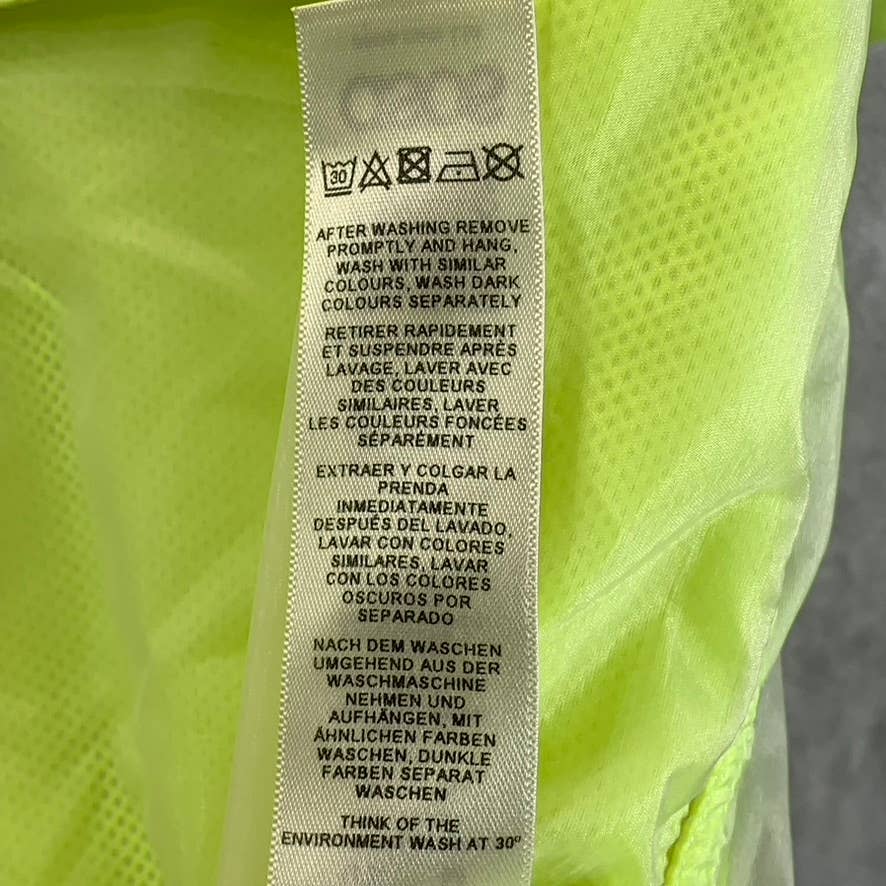 30
AFTER WASHING REMOVE
PROMPTLY AND HANG,
WASH WITH SIMILAR
COLOURS, WASH DARK
COLOURS SEPARATELY
RETIRER RAPIDEMENT
ET SUSPENDRE APRÈS
LAVAGE, LAVER AVEC
DES COULEURS
SIMILAIRES, LAVER
LES COULEURS FONCÉES
SÉPARÉMENT
EXTRAER Y COLGAR LA
PRENDA
INMEDIATAMENTE
DESPUÉS DEL LAVADO,
LAVAR CON COLORES
SIMILARES, LAVAR
CON LOS COLORES
OSCUROS POR
SEPARADO
NACH DEM WASCHEN
UMGEHEND AUS DER
WASCHMASCHINE
NEHMEN UND
AUFHÄNGEN, MIT
ÄHNLICHEN FARBEN
WASCHEN, DUNKLE
FARBEN SEPARAT
WASCHEN
THINK OF THE
ENVIRONMENT WASH AT 30°